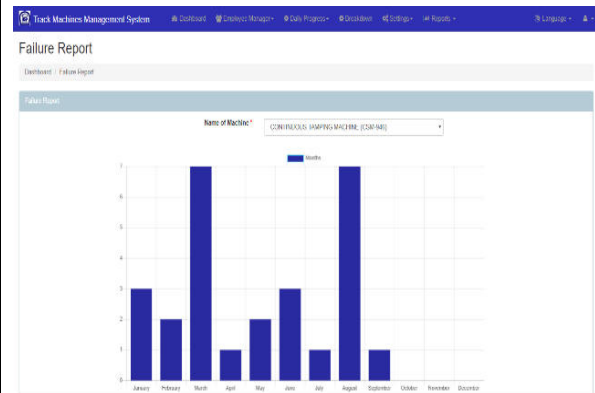 Track Machines Management System
Dashboard
Employee Manager
Daily Progress
Breakdown
Settings
Reports
Language
Failure Report
Dashboard / Failure Report
Failure Report
Name of Machine*
CONTINUOUS TAMPING MACHINE (CSM-946)
Months
7
6
5
4
3
2
1
0
January
February
March
April
May
June
July
August
September
October
November
December